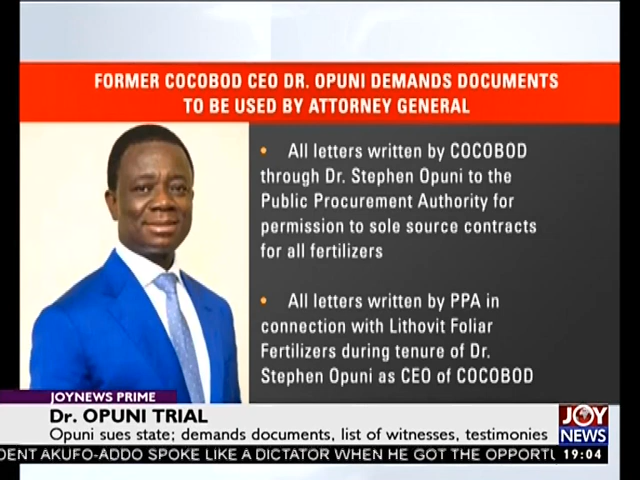 FORMER COCOBOD CEO DR. OPUNI DEMANDS DOCUMENTS
TO BE USED BY ATTORNEY GENERAL
• All letters written by COCOBOD
through Dr. Stephen Opuni to the
Public Procurement Authority for
permission to sole source contracts
for all fertilizers
• All letters written by PPA in
connection with Lithovit Foliar
Fertilizers during tenure of Dr.
Stephen Opuni as CEO of COCOBOD
JOYNEWS PRIME
Dr. OPUNI TRIAL
Opuni sues state; demands documents, list of witnesses, testimonies
JOY
NEWS
DENT AKUFO-ADDO SPOKE LIKE A DICTATOR WHEN HE GOT THE OPPORTU
19:04